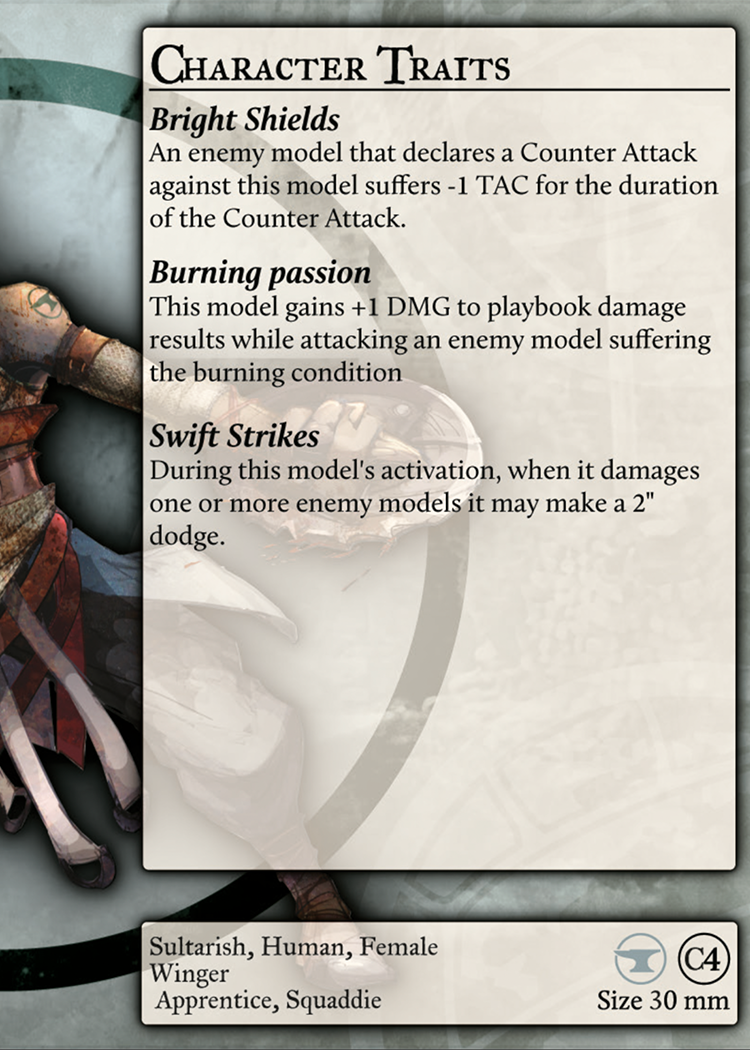 Character Traits
Bright Shields
An enemy model that declares a Counter Attack
against this model suffers -1 TAC for the duration
of the Counter Attack.
Burning passion
This model gains +1 DMG to playbook damage
results while attacking an enemy model suffering
the burning condition
Swift Strikes
During this model's activation, when it damages
one or more enemy models it may make a 2"
dodge.
Sultarish, Human, Female
Winger
Apprentice, Squaddie
C4
Size 30 mm